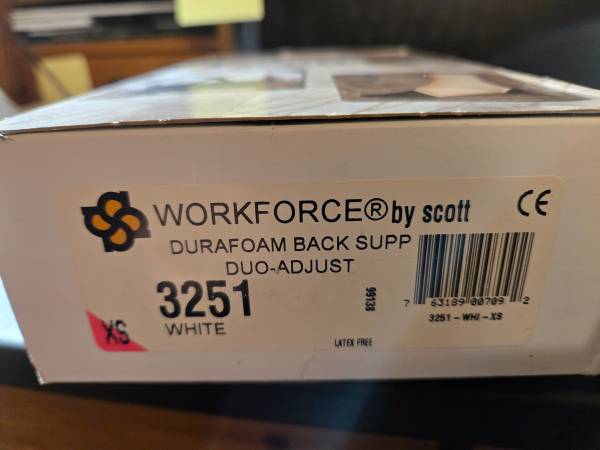 WORKFORCE® by scott CE
DURAFOAM BACK SUPP
DUO-ADJUST
3251
WHITE
XS
99138
LATEX FREE
7 63189 00709 2
3251-WHI-XS